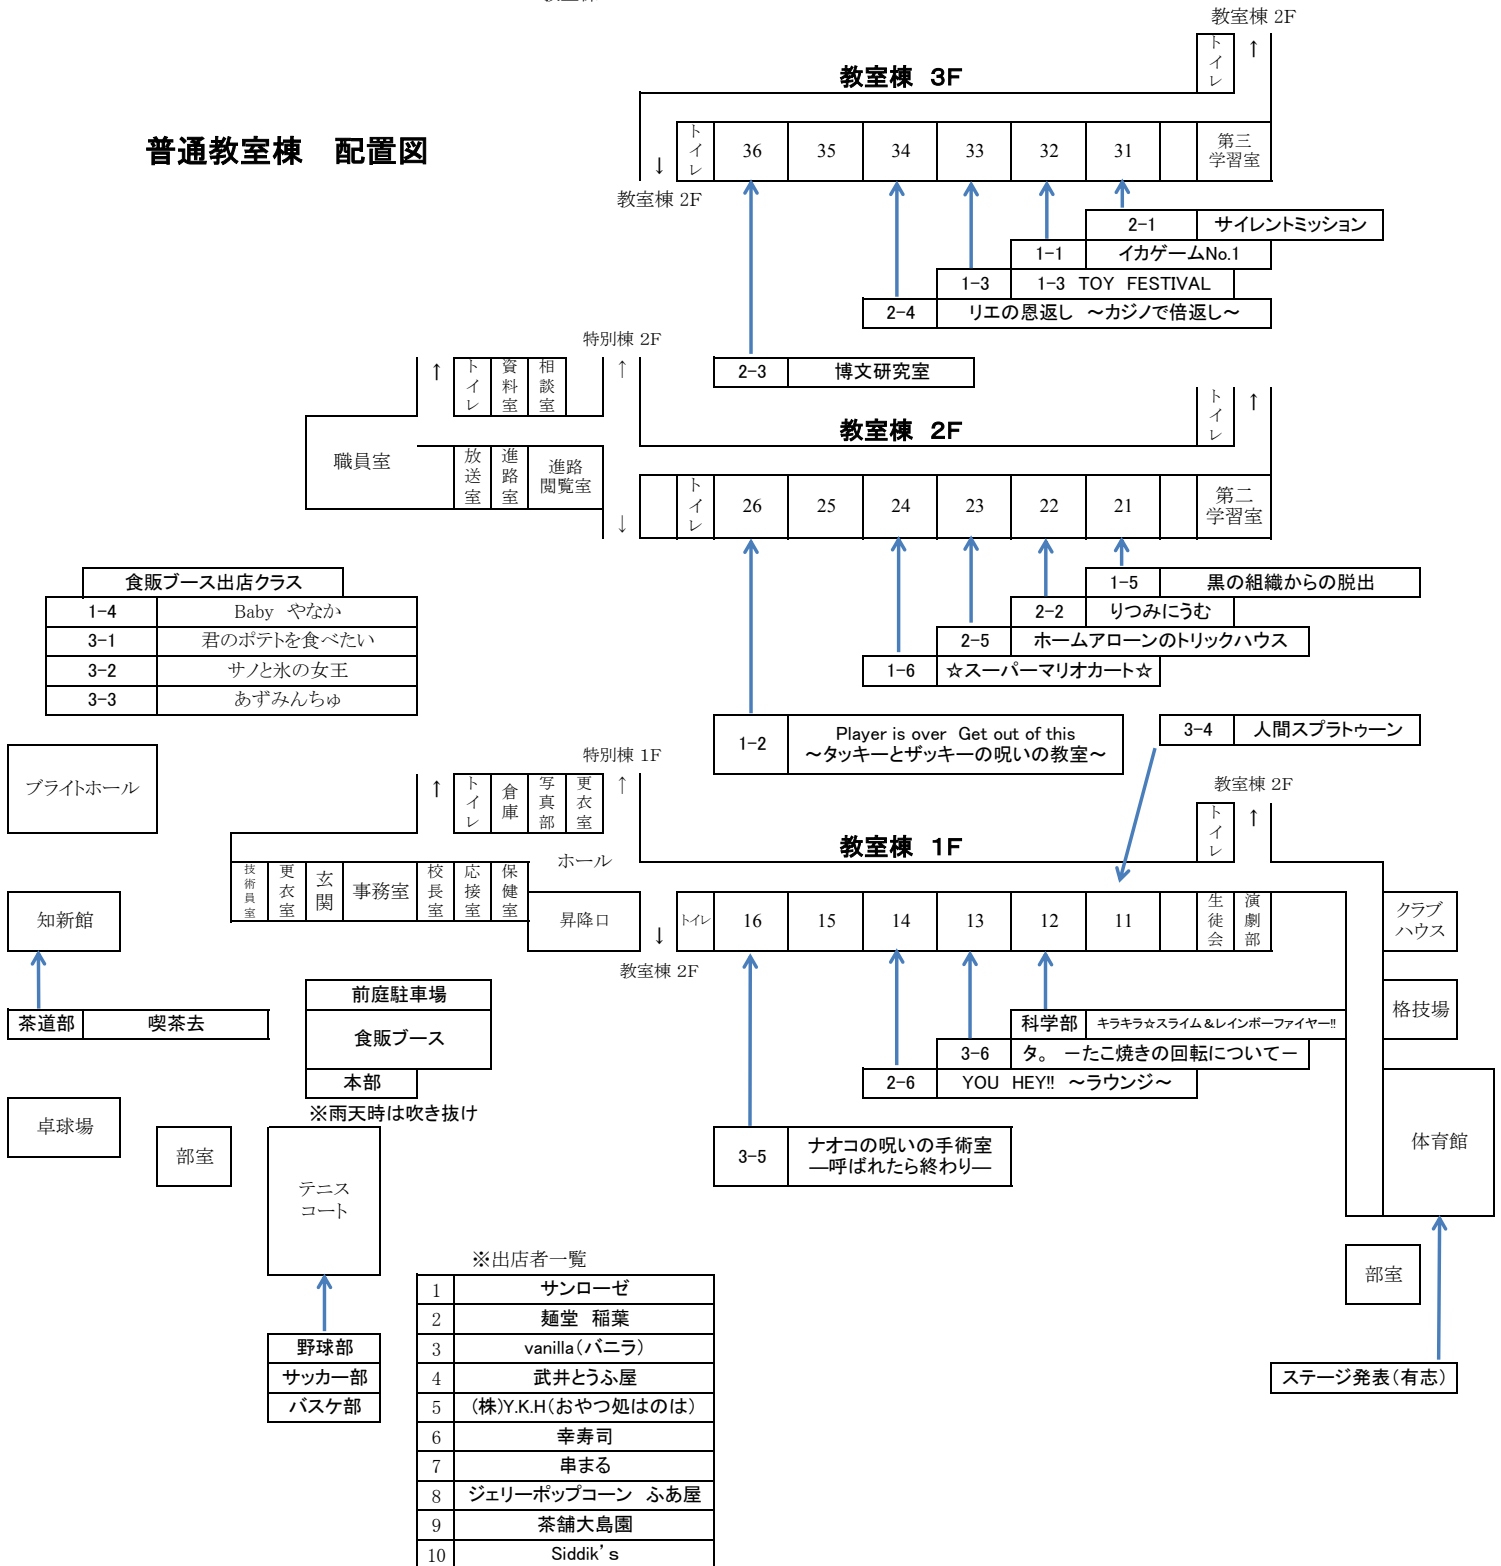 教室棟 2F
トイレ
↑
教室棟 3F
普通教室棟 配置図
↓
トイレ
36
35
34
33
32
31
第三
学習室
教室棟 2F
2-1 サイレントミッション
1-1 イカゲームNo.1
1-3 1-3 TOY FESTIVAL
2-4 リエの恩返し ～カジノで倍返し～
2-3 博文研究室
特別棟 2F
↑
トイレ
資料室
相談室
↑
トイレ
↑
教室棟 2F
職員室
放送室
進路室
進路
閲覧室
↓
トイレ
26
25
24
23
22
21
第二
学習室
1-5 黒の組織からの脱出
2-2 りつみにうむ
2-5 ホームアローンのトリックハウス
1-6 ☆スーパーマリオカート☆
1-2 Player is over Get out of this
～タッキーとザッキーの呪いの教室～
3-4 人間スプラトゥーン
食販ブース出店クラス
1-4 Baby やなか
3-1 君のポテトを食べたい
3-2 サノと氷の女王
3-3 あずみんちゅ
ブライトホール
特別棟 1F
↑
トイレ
倉庫
写真部
更衣室
↑
教室棟 2F
トイレ
↑
教室棟 1F
ホール
技術員室
更衣室
玄関
事務室
校長室
応接室
保健室
昇降口
↓
トイレ
16
15
14
13
12
11
生徒会
演劇部
クラブ
ハウス
教室棟 2F
知新館
茶道部 喫茶去
前庭駐車場
食販ブース
本部
※雨天時は吹き抜け
科学部 キラキラ☆スライム&レインボーファイヤー!!
3-6 タ。 －たこ焼きの回転について－
2-6 YOU HEY!! ～ラウンジ～
3-5 ナオコの呪いの手術室
―呼ばれたら終わり―
格技場
体育館
卓球場
部室
テニス
コート
部室
野球部
サッカー部
バスケ部
ステージ発表（有志）
※出店者一覧
1 サンローゼ
2 麺堂 稲葉
3 vanilla（バニラ）
4 武井とうふ屋
5 (株)Y.K.H（おやつ処はのは）
6 幸寿司
7 串まる
8 ジェリーポップコーン ふあ屋
9 茶舗大島園
10 Siddik's